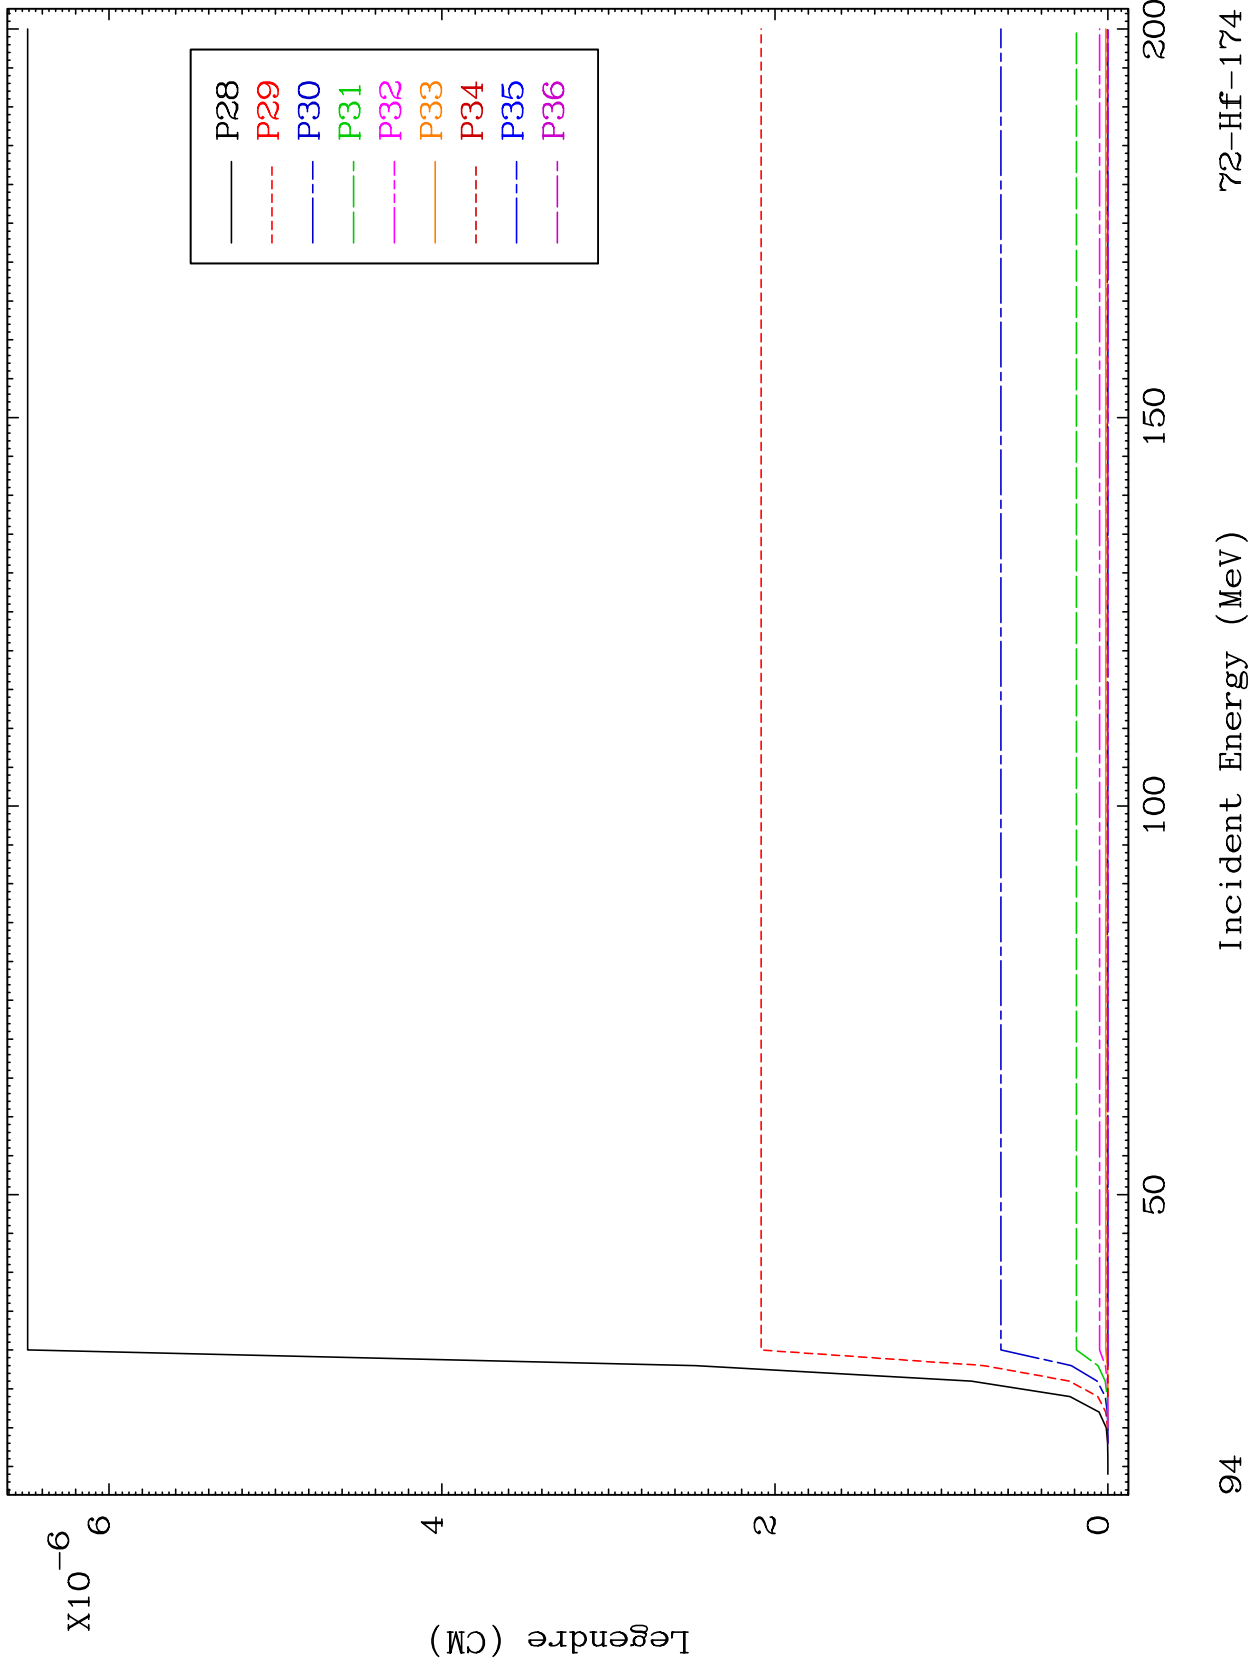 X10⁻⁶
6
4
2
0
Legendre (CM)
P28
P29
P30
P31
P32
P33
P34
P35
P36
50
100
150
200
94
Incident Energy (MeV)
72-Hf-174